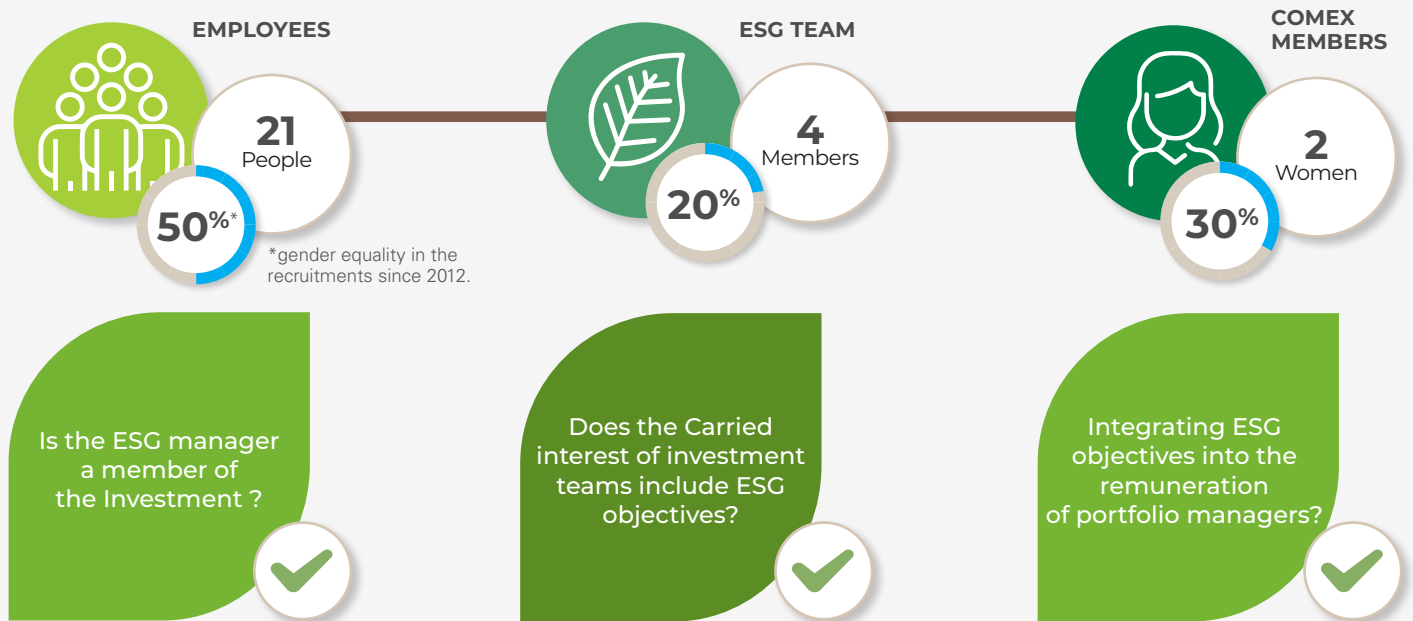 EMPLOYEES
21
People
50%*
*gender equality in the
recruitments since 2012.
ESG TEAM
4
Members
20%
COMEX
MEMBERS
2
Women
30%
Is the ESG manager
a member of
the Investment ?
Does the Carried
interest of investment
teams include ESG
objectives?
Integrating ESG
objectives into the
remuneration
of portfolio managers?